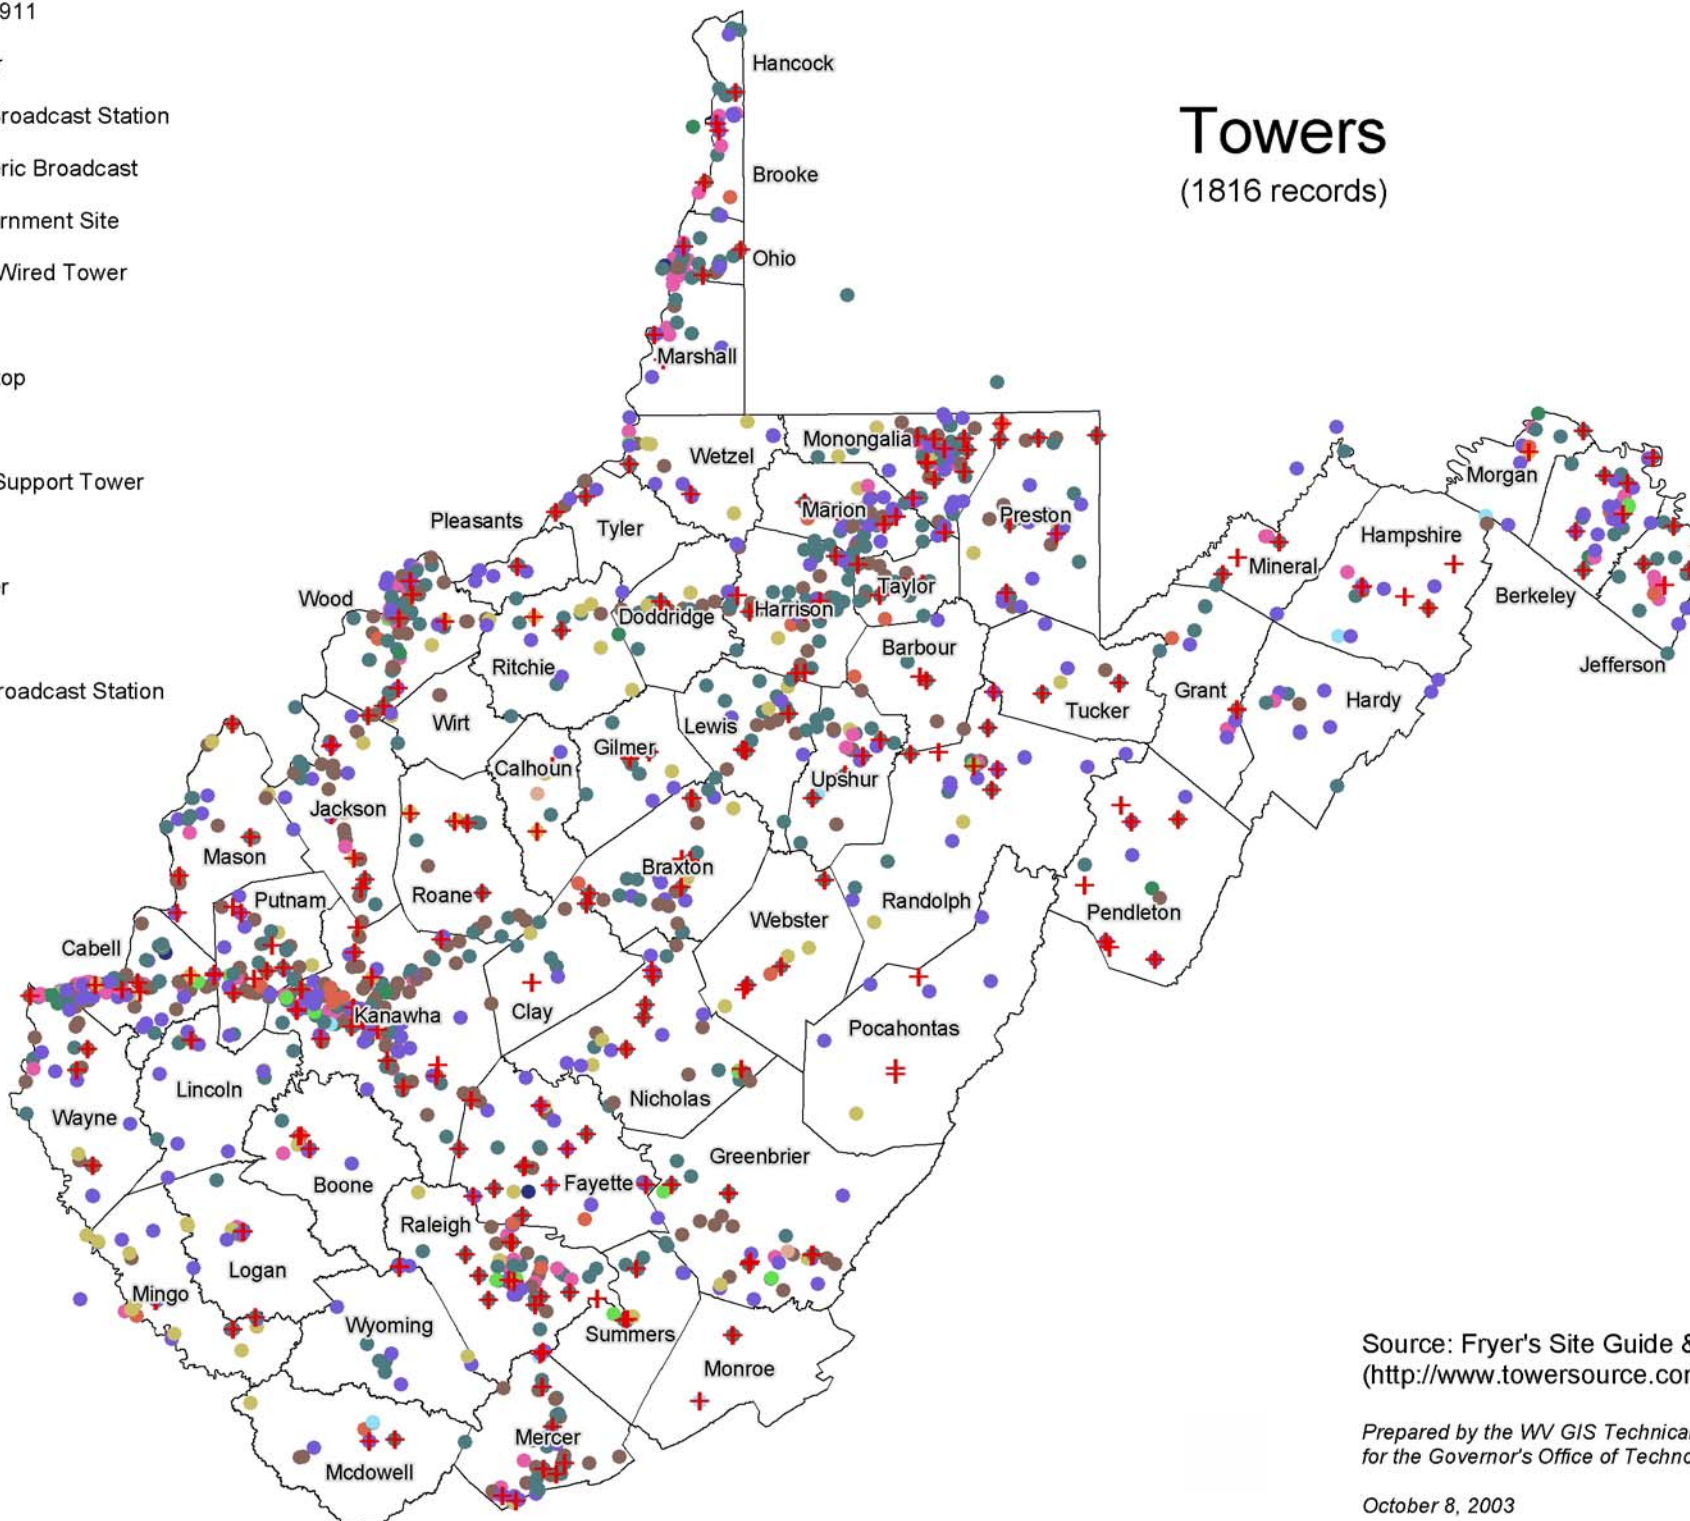 911
roadcast Station
ric Broadcast
rnment Site
Wired Tower
op
Support Tower
r
roadcast Station
Towers
(1816 records)
Hancock
Brooke
Ohio
Marshall
Wetzel
Monongalia
Morgan
Pleasants
Tyler
Marion
Preston
Hampshire
Mineral
Berkeley
Wood
Doddridge
Harrison
Taylor
Jefferson
Ritchie
Barbour
Grant
Hardy
Wirt
Lewis
Tucker
Gilmer
Calhoun
Upshur
Jackson
Mason
Braxton
Roane
Putnam
Randolph
Webster
Pendleton
Cabell
Clay
Kanawha
Pocahontas
Lincoln
Nicholas
Wayne
Greenbrier
Boone
Fayette
Raleigh
Logan
Mingo
Wyoming
Summers
Monroe
Mercer
Mcdowell
Source: Fryer's Site Guide &
(http://www.towersource.co
Prepared by the WV GIS Technica
for the Governor's Office of Techno
October 8, 2003